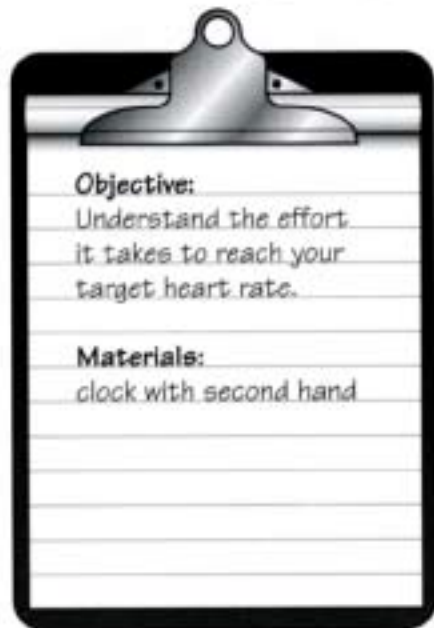 Objective:
Understand the effort
it takes to reach your
target heart rate.
Materials:
clock with second hand